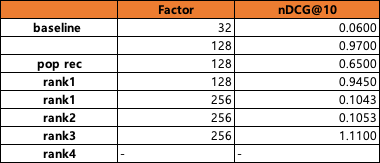 Factor nDCG@10
baseline 32 0.0600
128 0.9700
pop rec 128 0.6500
rank1 128 0.9450
rank1 256 0.1043
rank2 256 0.1053
rank3 256 1.1100
rank4 - -